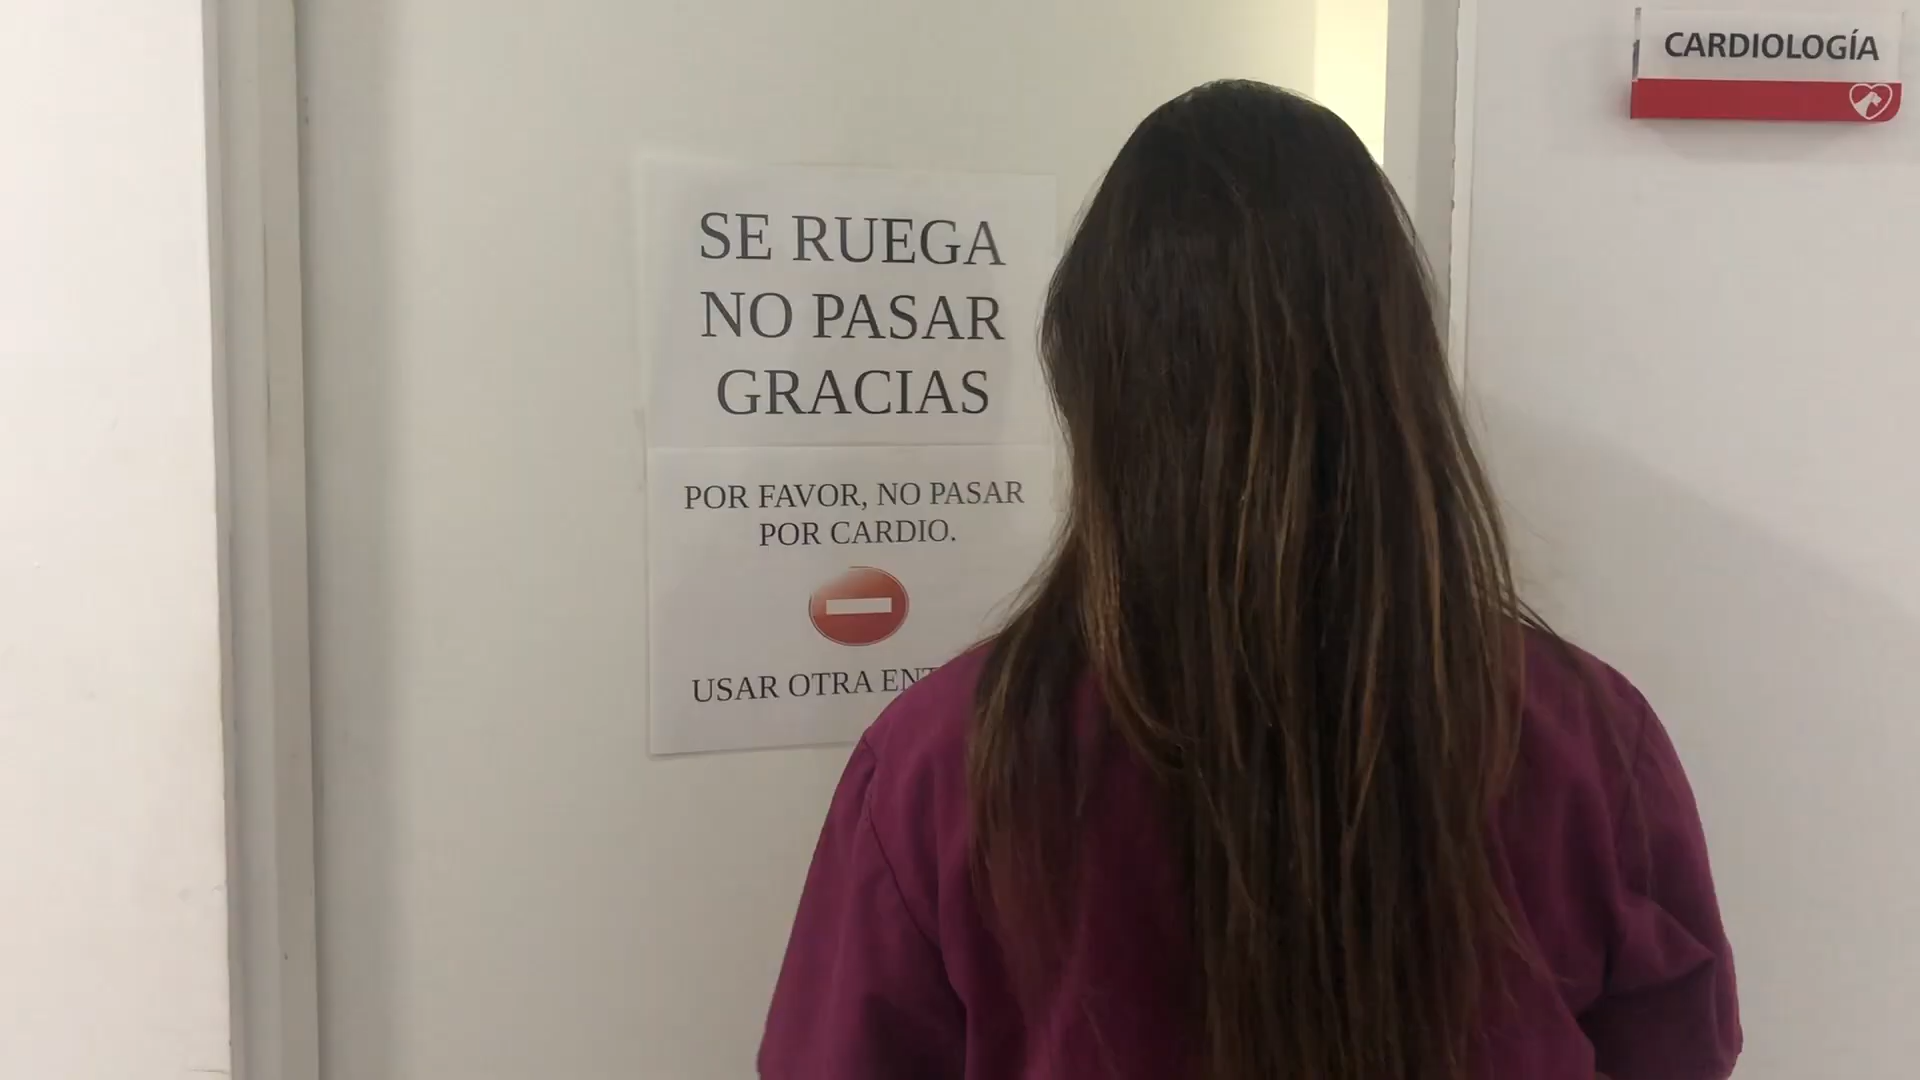 CARDIOLOGÍA
SE RUEGA
NO PASAR
GRACIAS
POR FAVOR, NO PASAR
POR CARDIO.
USAR OTRA